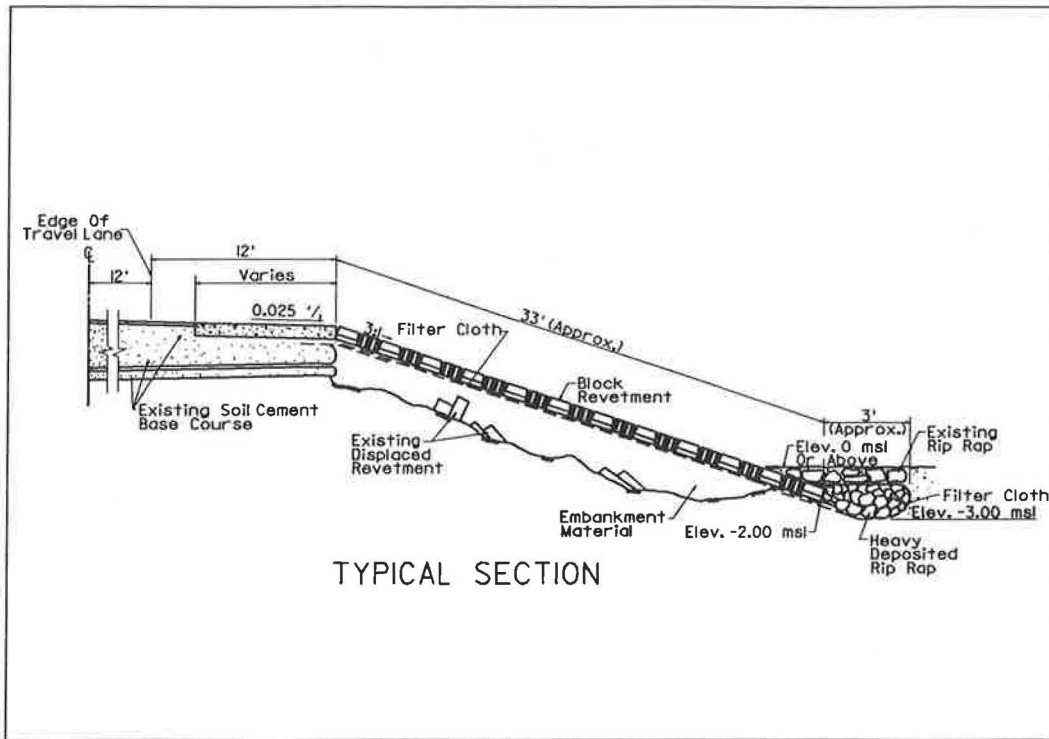 Edge Of
Travel Lane
℄
12'
12'
Varies
0.025 '/,
3:1
Filter Cloth
33' (Approx.)
Block
Revetment
3'
(Approx.)
Elev. 0 msl
Or Above
Existing
Rip Rap
Existing Soil Cement
Base Course
Existing
Displaced
Revetment
Filter Cloth
Elev. -3.00 msl
Embankment
Material
Elev. -2.00 msl
Heavy
Deposited
Rip Rap
TYPICAL SECTION